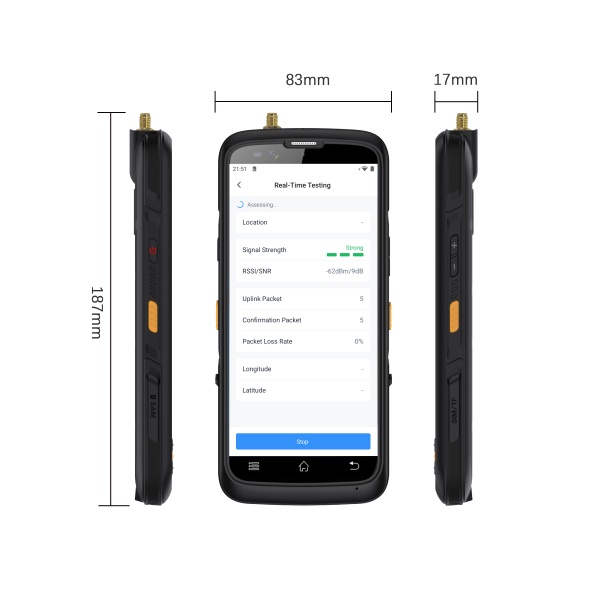 83mm
17mm
187mm
21:51
Real-Time Testing
Assessing..
Location -
Signal Strength Strong
RSSI/SNR -62dBm/9dB
Uplink Packet 5
Confirmation Packet 5
Packet Loss Rate 0%
Longitude -
Latitude -
Stop
PSAM
SIM/TF